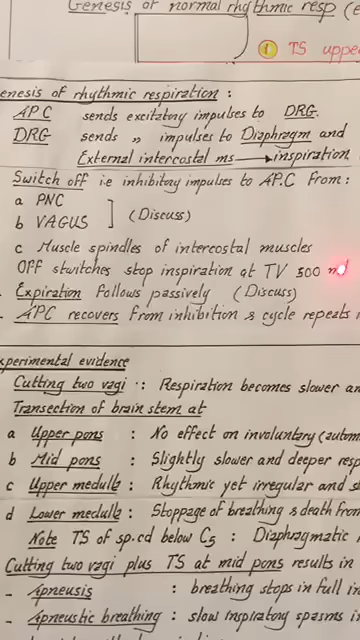 Genesis of normal rhythmic resp (e
1 TS uppe
enesis of rhythmic respiration :
APC sends excitatory impulses to DRG.
DRG sends " impulses to Diaphragm and
External intercostal ms → inspiration
Switch off i.e inhibitory impulses to APC from :
a PNC
b VAGUS ] (Discuss)
c Muscle spindles of intercostal muscles
OFF stwitches stop inspiration at TV 500 ml
- Expiration follows passively (Discuss)
- APC recovers from inhibition & cycle repeats i
xperimental evidence
Cutting two vagi : Respiration becomes slower an
Transection of brain stem at
a Upper pons : No effect on involuntary (autom
b Mid pons : Slightly slower and deeper resp
c Upper medulla : Rhythmic yet irregular and s
d Lower medulla : Stoppage of breathing & death from
Note TS of sp.cd below C5 : Diaphragmatic
Cutting two vagi plus TS at mid pons results in
- Apneusis : breathing stops in full in
- Apneustic breathing : slow inspiratory spasms i